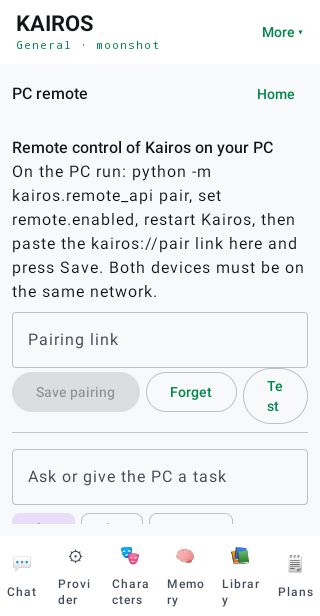 KAIROS
General · moonshot
More ▾
PC remote
Home
Remote control of Kairos on your PC
On the PC run: python -m
kairos.remote_api pair, set
remote.enabled, restart Kairos, then
paste the kairos://pair link here and
press Save. Both devices must be on
the same network.
Pairing link
Save pairing
Forget
Te
st
Ask or give the PC a task
Chat
Provi
der
Chara
cters
Memo
ry
Librar
y
Plans